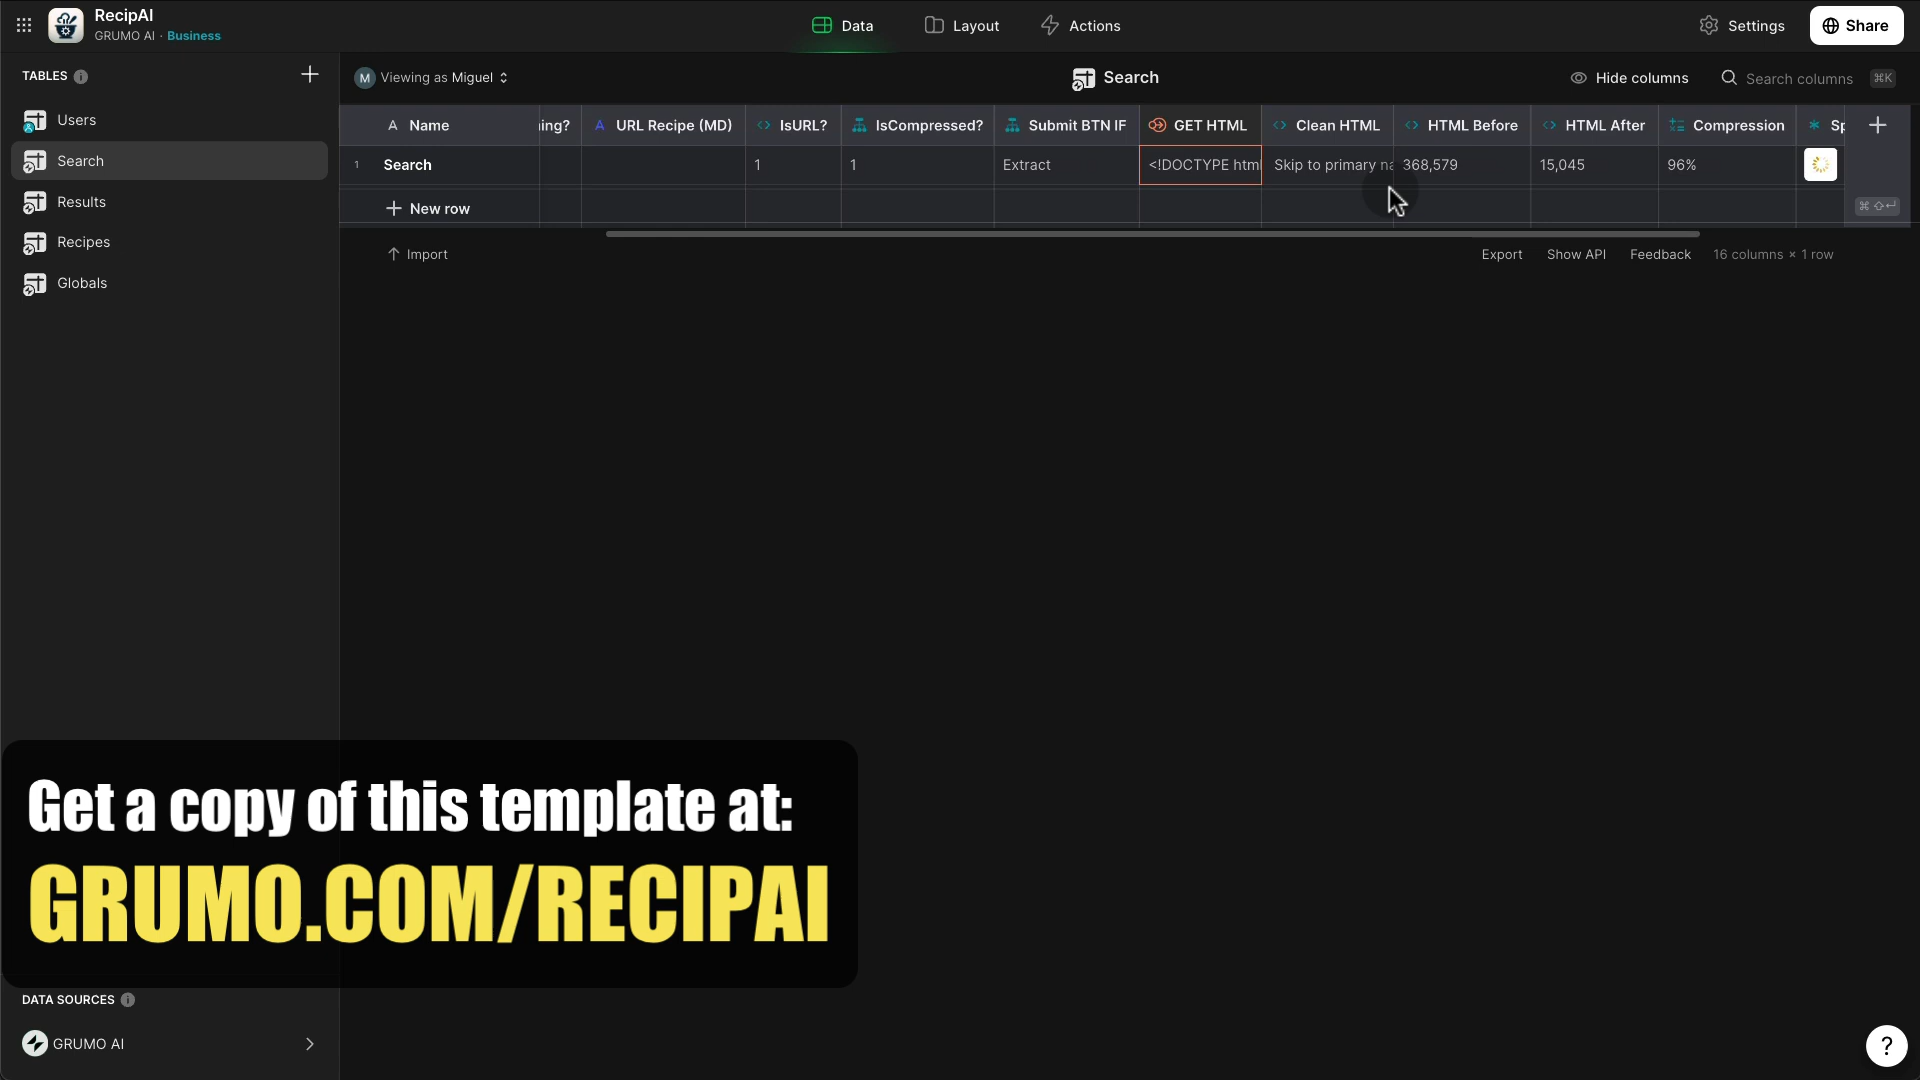 RecipAI
GRUMO AI · Business
Data
Layout
Actions
Settings
Share
TABLES
Users
Search
Results
Recipes
Globals
M Viewing as Miguel
Search
Hide columns
Search columns ⌘K
Name
URL Recipe (MD)
IsURL?
IsCompressed?
Submit BTN IF
GET HTML
Clean HTML
HTML Before
HTML After
Compression
1 Search 1 1 Extract <!DOCTYPE html Skip to primary na 368,579 15,045 96%
New row
Import
Export
Show API
Feedback
16 columns × 1 row
Get a copy of this template at:
GRUMO.COM/RECIPAI
DATA SOURCES
GRUMO AI
?